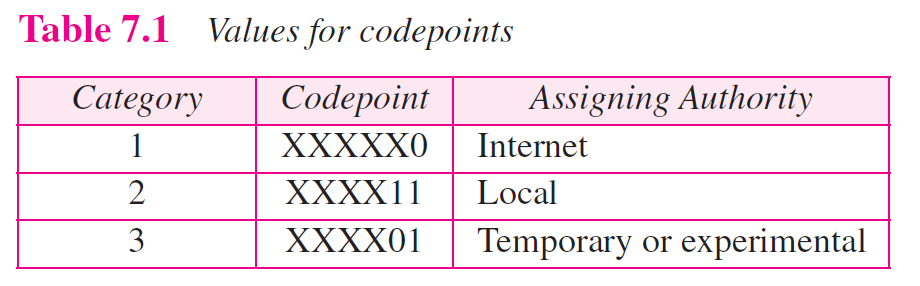 Table 7.1 Values for codepoints
Category Codepoint Assigning Authority
1 XXXXX0 Internet
2 XXXX11 Local
3 XXXX01 Temporary or experimental